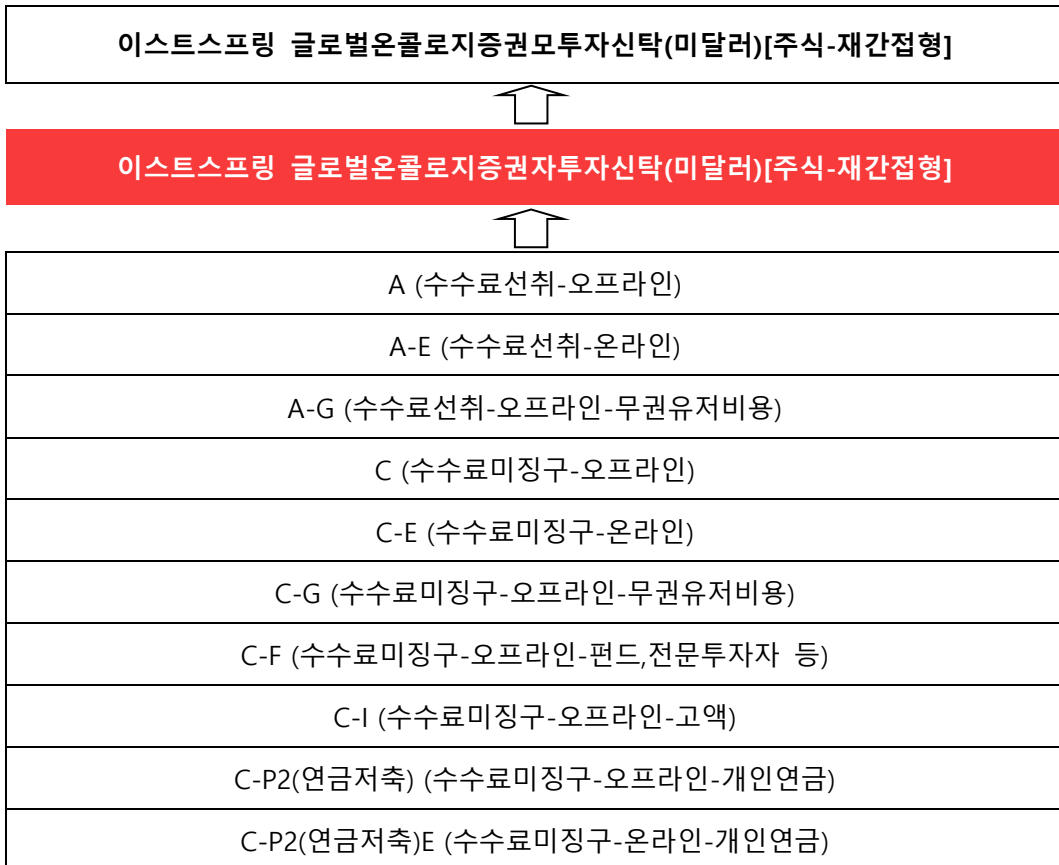 이스트스프링 글로벌온콜로지증권모투자신탁(미달러)[주식-재간접형]
이스트스프링 글로벌온콜로지증권자투자신탁(미달러)[주식-재간접형]
A (수수료선취-오프라인)
A-E (수수료선취-온라인)
A-G (수수료선취-오프라인-무권유저비용)
C (수수료미징구-오프라인)
C-E (수수료미징구-온라인)
C-G (수수료미징구-오프라인-무권유저비용)
C-F (수수료미징구-오프라인-펀드,전문투자자 등)
C-I (수수료미징구-오프라인-고액)
C-P2(연금저축) (수수료미징구-오프라인-개인연금)
C-P2(연금저축)E (수수료미징구-온라인-개인연금)